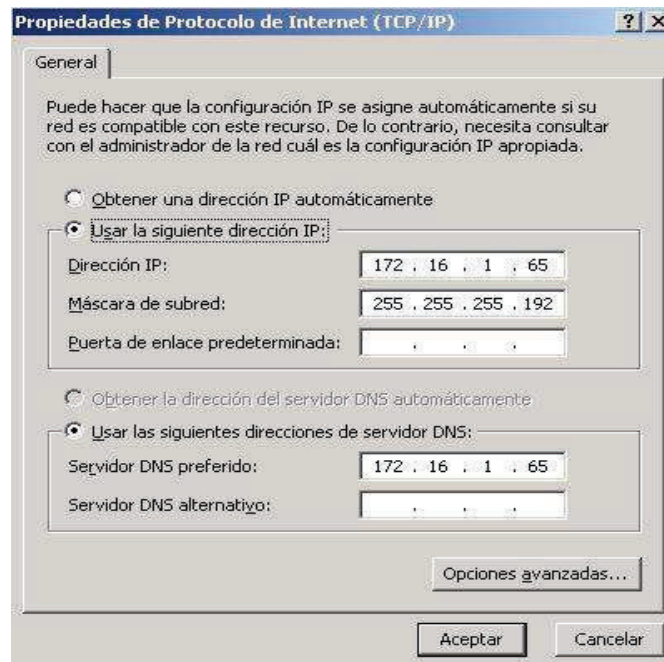 Propiedades de Protocolo de Internet (TCP/IP)
General
Puede hacer que la configuración IP se asigne automáticamente si su
red es compatible con este recurso. De lo contrario, necesita consultar
con el administrador de la red cuál es la configuración IP apropiada.
Obtener una dirección IP automáticamente
Usar la siguiente dirección IP:
Dirección IP: 172 . 16 . 1 . 65
Máscara de subred: 255 . 255 . 255 . 192
Puerta de enlace predeterminada: . . .
Obtener la dirección del servidor DNS automáticamente
Usar las siguientes direcciones de servidor DNS:
Servidor DNS preferido: 172 . 16 . 1 . 65
Servidor DNS alternativo: . . .
Opciones avanzadas...
Aceptar Cancelar